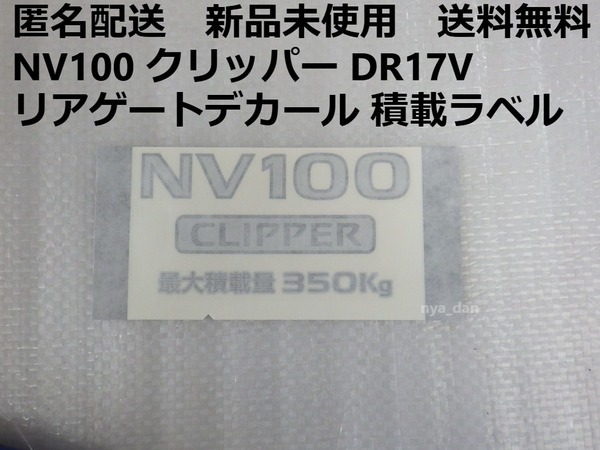 匿名配送　新品未使用　送料無料
NV100 クリッパー DR17V
リアゲートデカール 積載ラベル
NV100
CLIPPER
最大積載量 350Kg
nya_dan